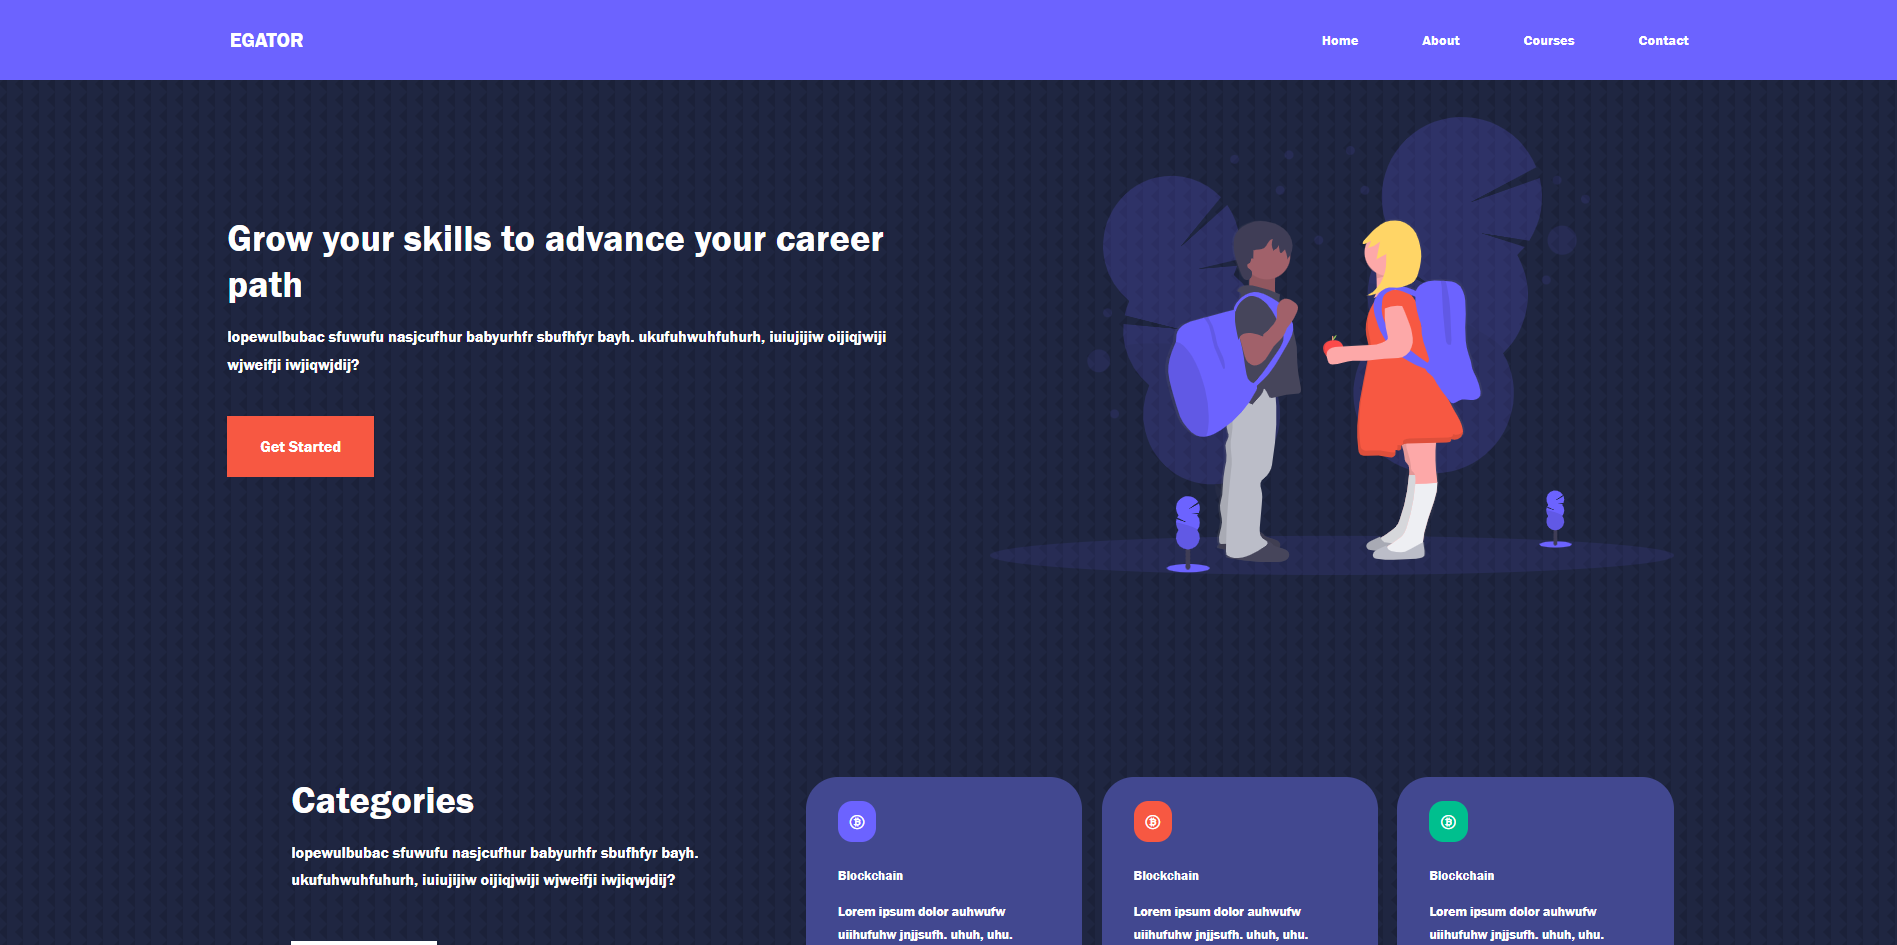 EGATOR
Home About Courses Contact
Grow your skills to advance your career
path
lopewulbubac sfuwufu nasjcufhur babyurhfr sbufhfyr bayh. ukufuhwuhfuhurh, iuiujijiw oijiqjwiji
wjweifji iwjiqwjdij?
Get Started
Categories
lopewulbubac sfuwufu nasjcufhur babyurhfr sbufhfyr bayh.
ukufuhwuhfuhurh, iuiujijiw oijiqjwiji wjweifji iwjiqwjdij?
Blockchain
Lorem ipsum dolor auhwufw
uiihufuhw jnjjsufh. uhuh, uhu.
Blockchain
Lorem ipsum dolor auhwufw
uiihufuhw jnjjsufh. uhuh, uhu.
Blockchain
Lorem ipsum dolor auhwufw
uiihufuhw jnjjsufh. uhuh, uhu.